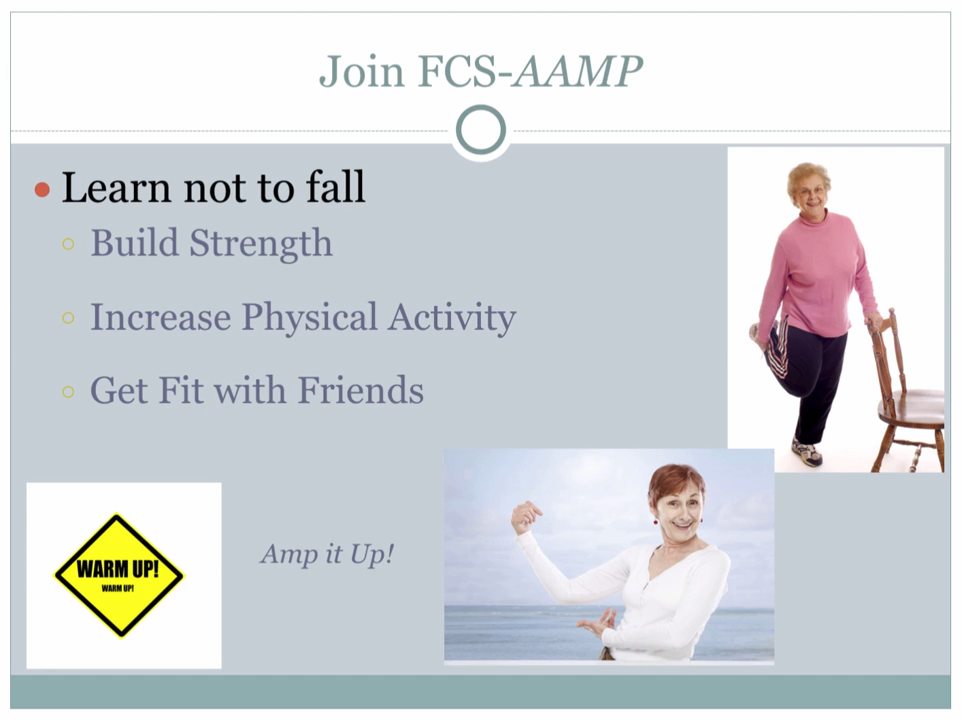 Join FCS-AAMP
Learn not to fall
Build Strength
Increase Physical Activity
Get Fit with Friends
WARM UP!
WARM UP!
Amp it Up!